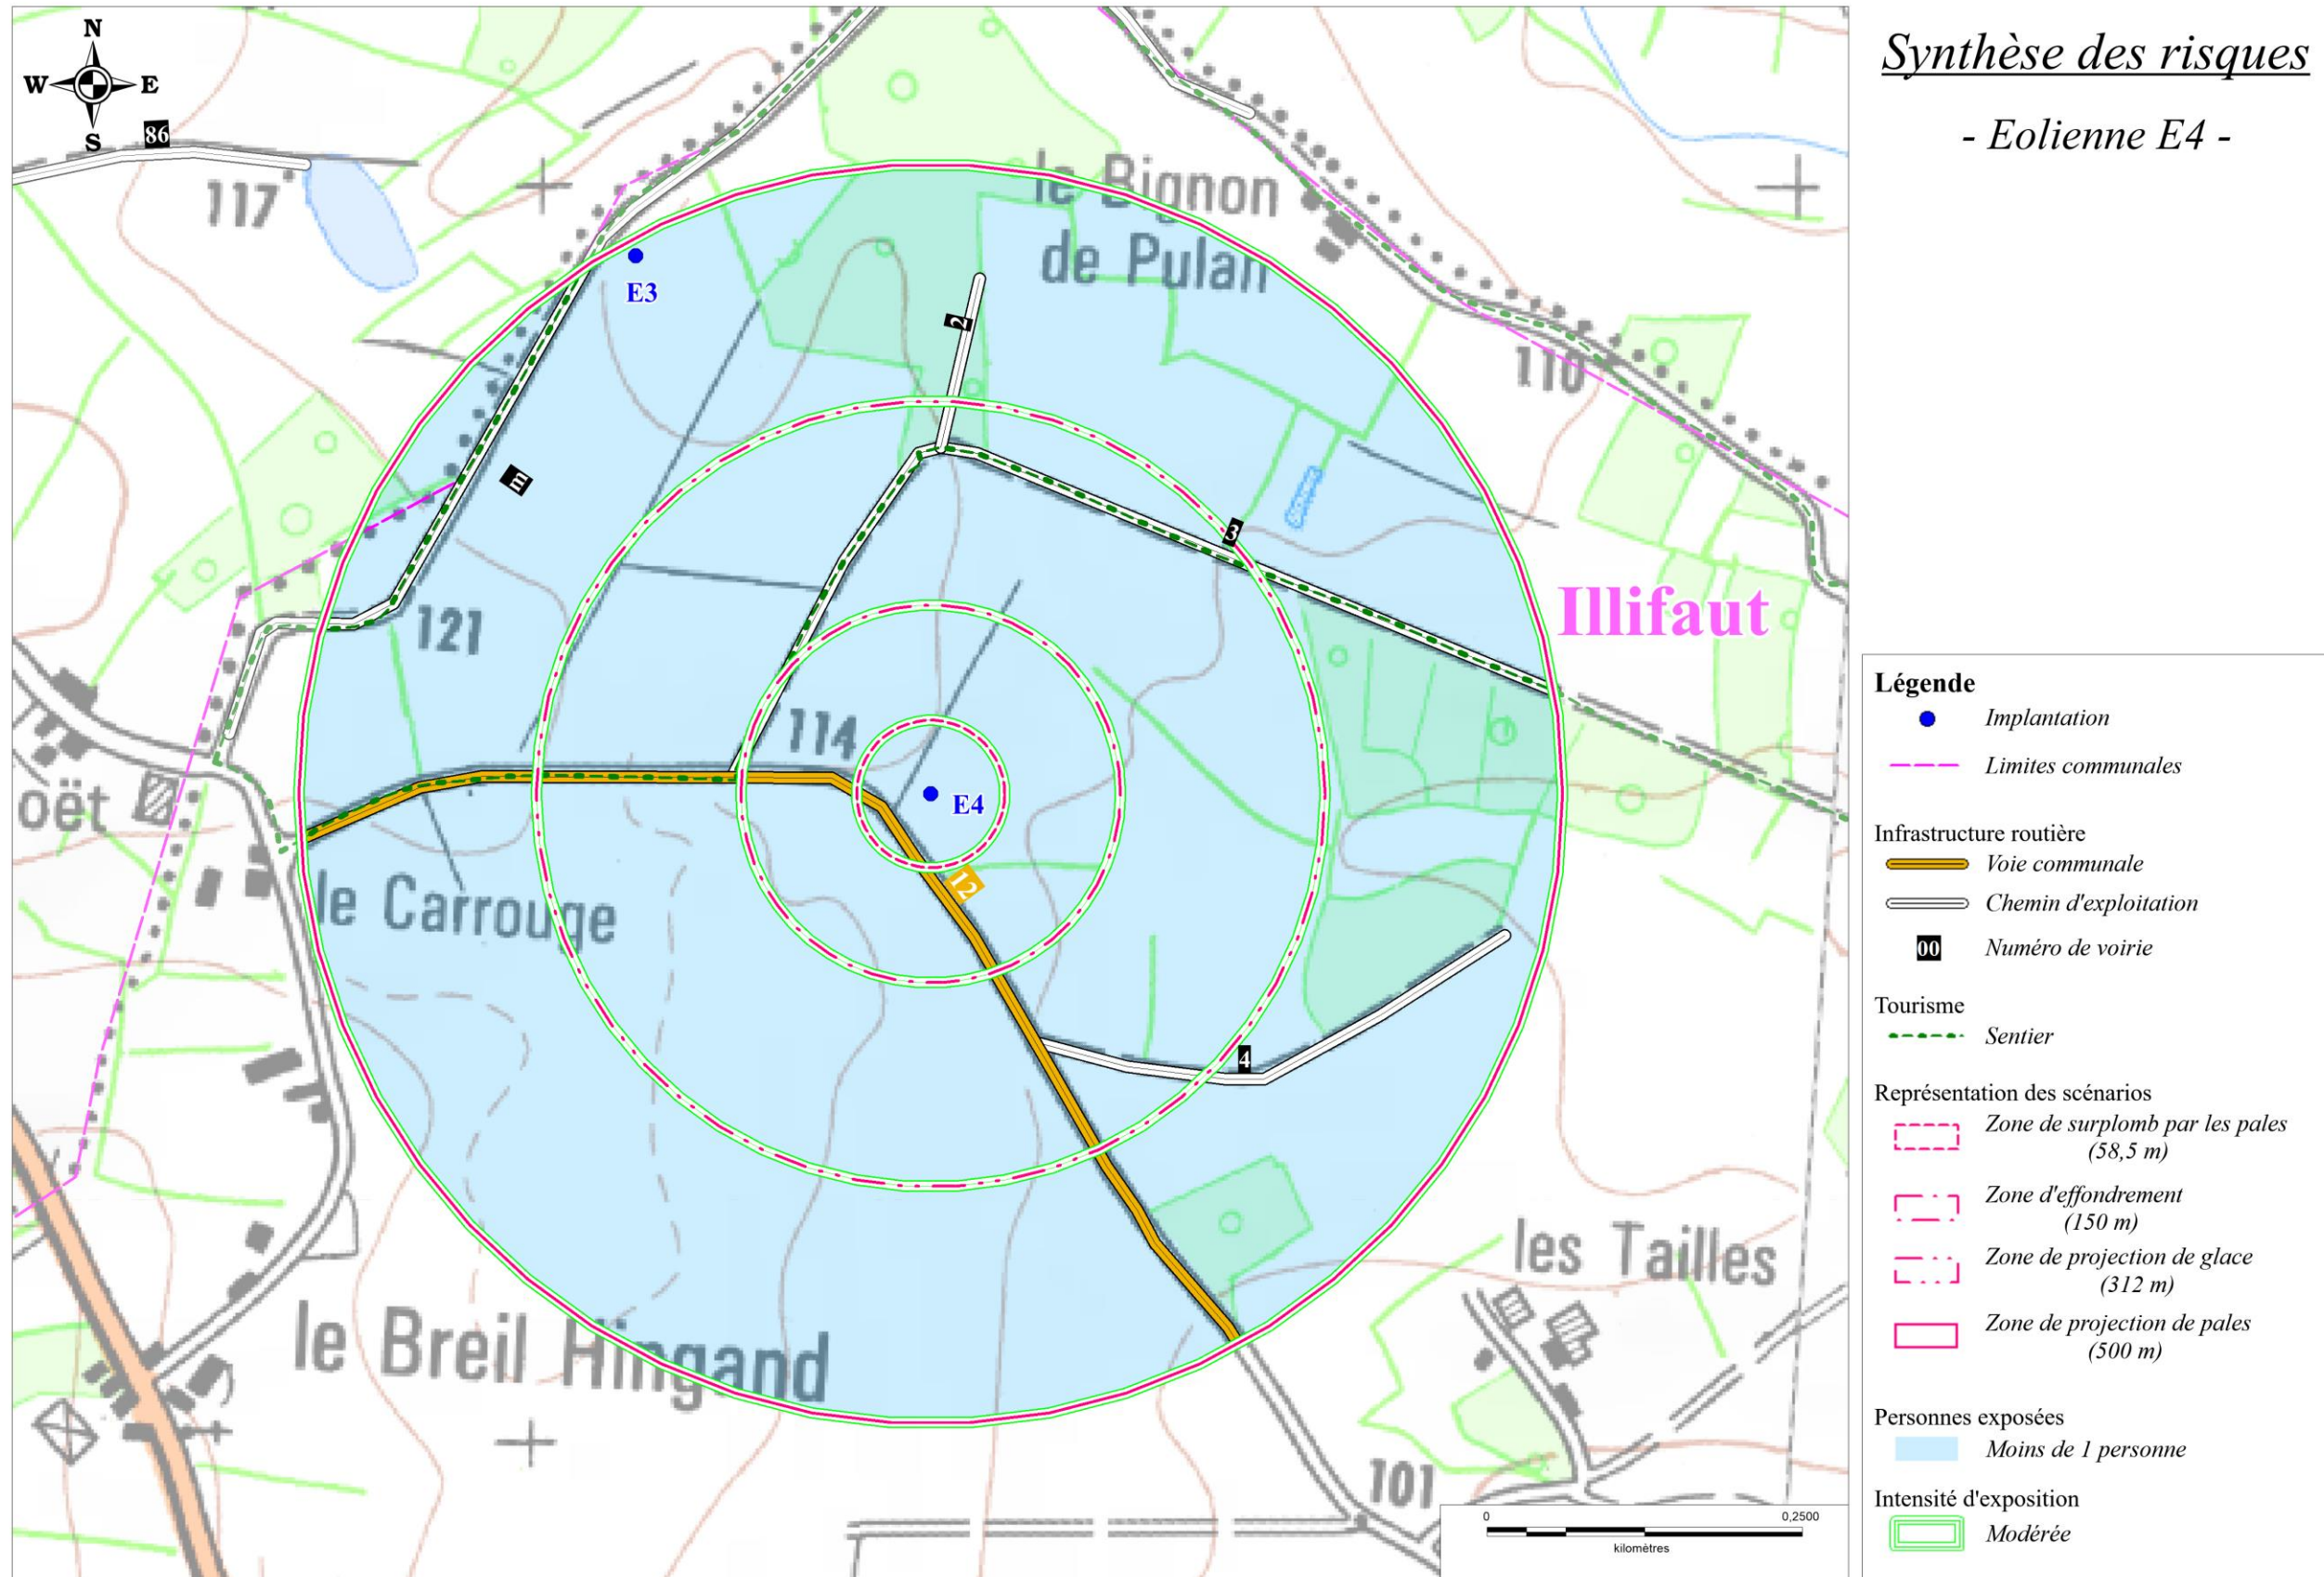 Synthèse des risques
- Eolienne E4 -
N
W E
S
86
117
le Bignon
de Pulan
E3
2
110
m
3
Illifaut
121
114
E4
oët
12
le Carrouge
4
les Tailles
le Breil Hingand
101
0 0,2500
kilomètres
Légende
Implantation
Limites communales
Infrastructure routière
Voie communale
Chemin d'exploitation
00 Numéro de voirie
Tourisme
Sentier
Représentation des scénarios
Zone de surplomb par les pales
(58,5 m)
Zone d'effondrement
(150 m)
Zone de projection de glace
(312 m)
Zone de projection de pales
(500 m)
Personnes exposées
Moins de 1 personne
Intensité d'exposition
Modérée